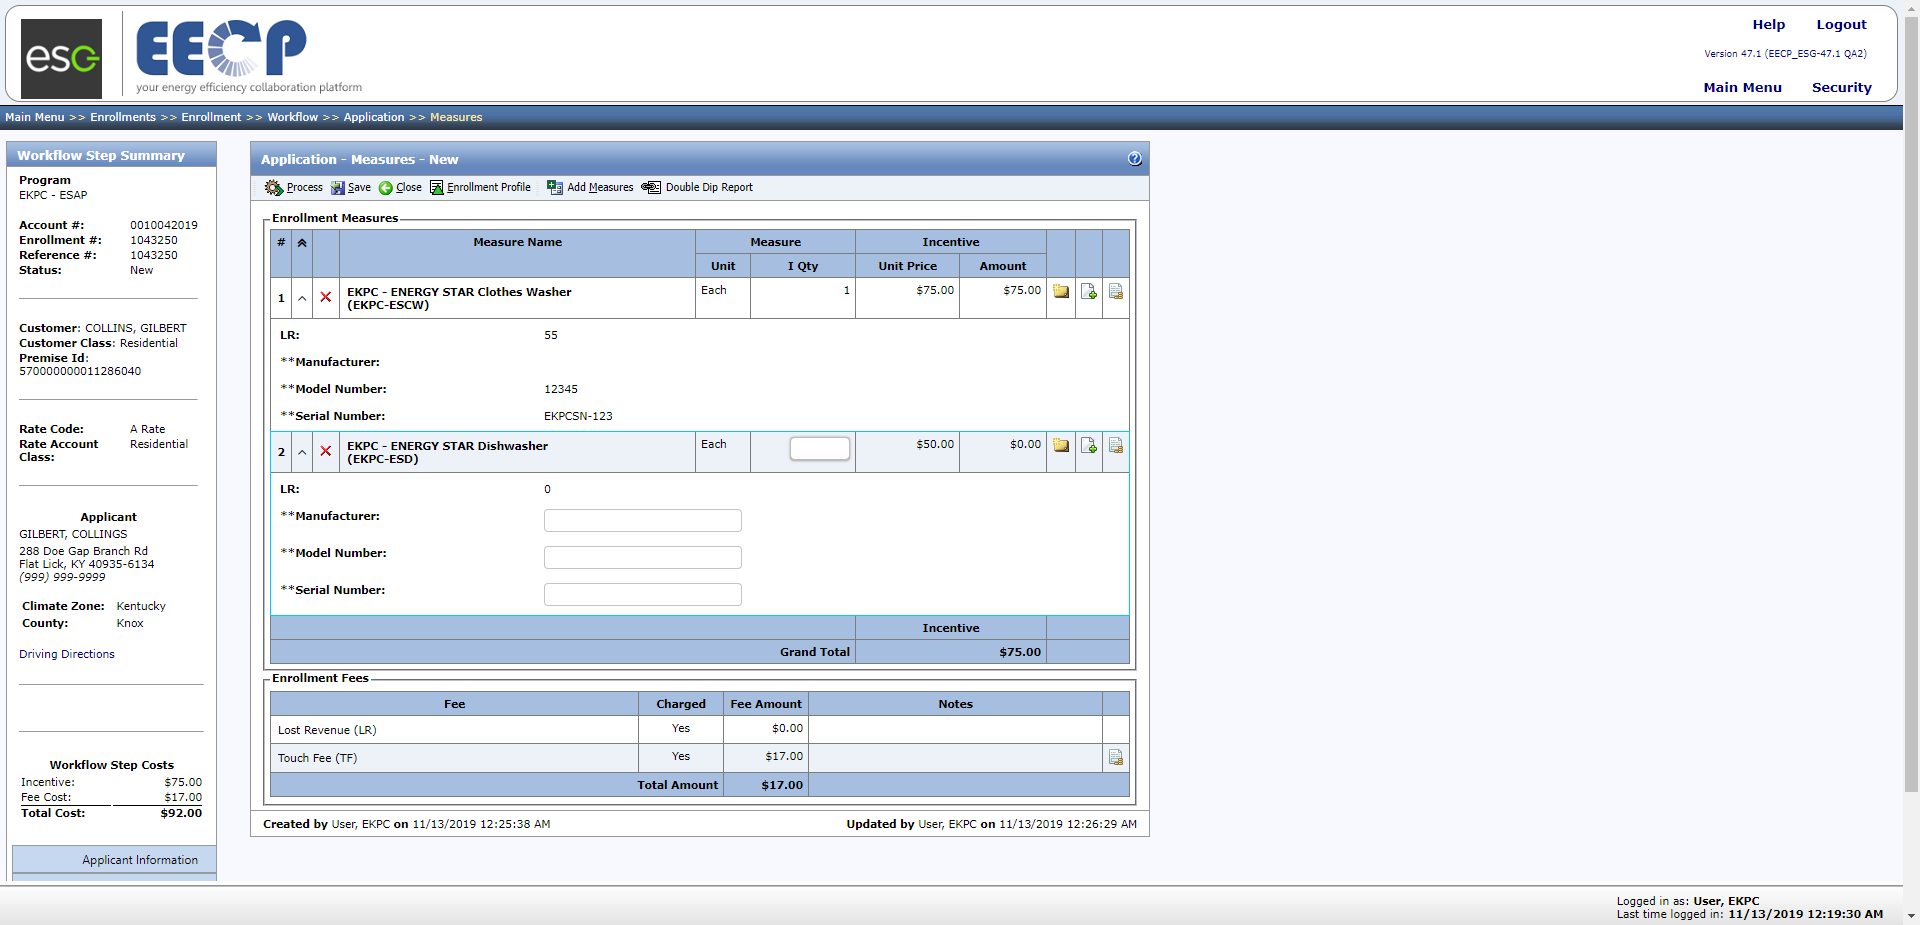 esg
EECP
your energy efficiency collaboration platform
Help Logout
Version 47.1 (EECP_ESG-47.1 QA2)
Main Menu Security
Main Menu >> Enrollments >> Enrollment >> Workflow >> Application >> Measures
Workflow Step Summary
Program
EKPC - ESAP
Account #: 0010042019
Enrollment #: 1043250
Reference #: 1043250
Status: New
Customer: COLLINS, GILBERT
Customer Class: Residential
Premise Id:
570000000011286040
Rate Code: A Rate
Rate Account Class: Residential
Applicant
GILBERT, COLLINGS
288 Doe Gap Branch Rd
Flat Lick, KY 40935-6134
(999) 999-9999
Climate Zone: Kentucky
County: Knox
Driving Directions
Workflow Step Costs
Incentive: $75.00
Fee Cost: $17.00
Total Cost: $92.00
Applicant Information
Application - Measures - New
Process Save Close Enrollment Profile Add Measures Double Dip Report
Enrollment Measures
# Measure Name Measure Incentive
Unit I Qty Unit Price Amount
1 EKPC - ENERGY STAR Clothes Washer Each 1 $75.00 $75.00
(EKPC-ESCW)
LR: 55
**Manufacturer:
**Model Number: 12345
**Serial Number: EKPCSN-123
2 EKPC - ENERGY STAR Dishwasher Each $50.00 $0.00
(EKPC-ESD)
LR: 0
**Manufacturer:
**Model Number:
**Serial Number:
Incentive
Grand Total $75.00
Enrollment Fees
Fee Charged Fee Amount Notes
Lost Revenue (LR) Yes $0.00
Touch Fee (TF) Yes $17.00
Total Amount $17.00
Created by User, EKPC on 11/13/2019 12:25:38 AM Updated by User, EKPC on 11/13/2019 12:26:29 AM
Logged in as: User, EKPC
Last time logged in: 11/13/2019 12:19:30 AM